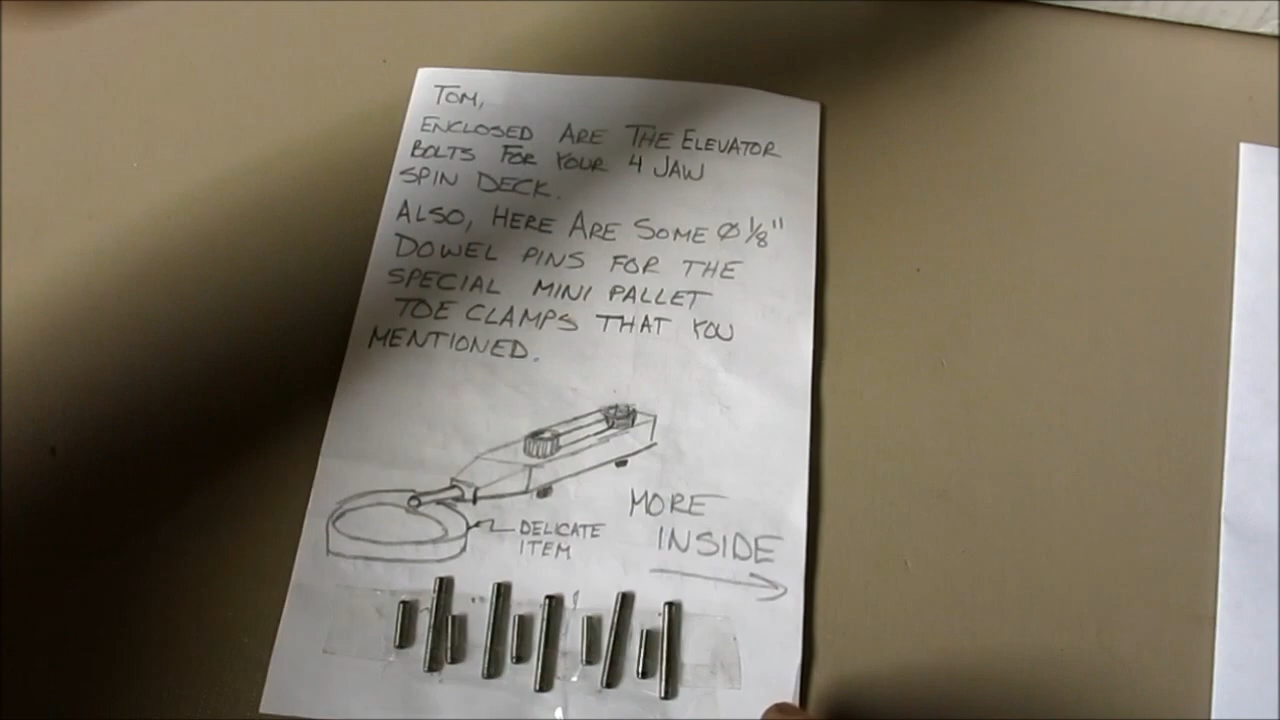 TOM,
ENCLOSED ARE THE ELEVATOR
BOLTS FOR YOUR 4 JAW
SPIN DECK.
ALSO, HERE ARE SOME Ø 1/8"
DOWEL PINS FOR THE
SPECIAL MINI PALLET
TOE CLAMPS THAT YOU
MENTIONED.
DELICATE
ITEM
MORE
INSIDE